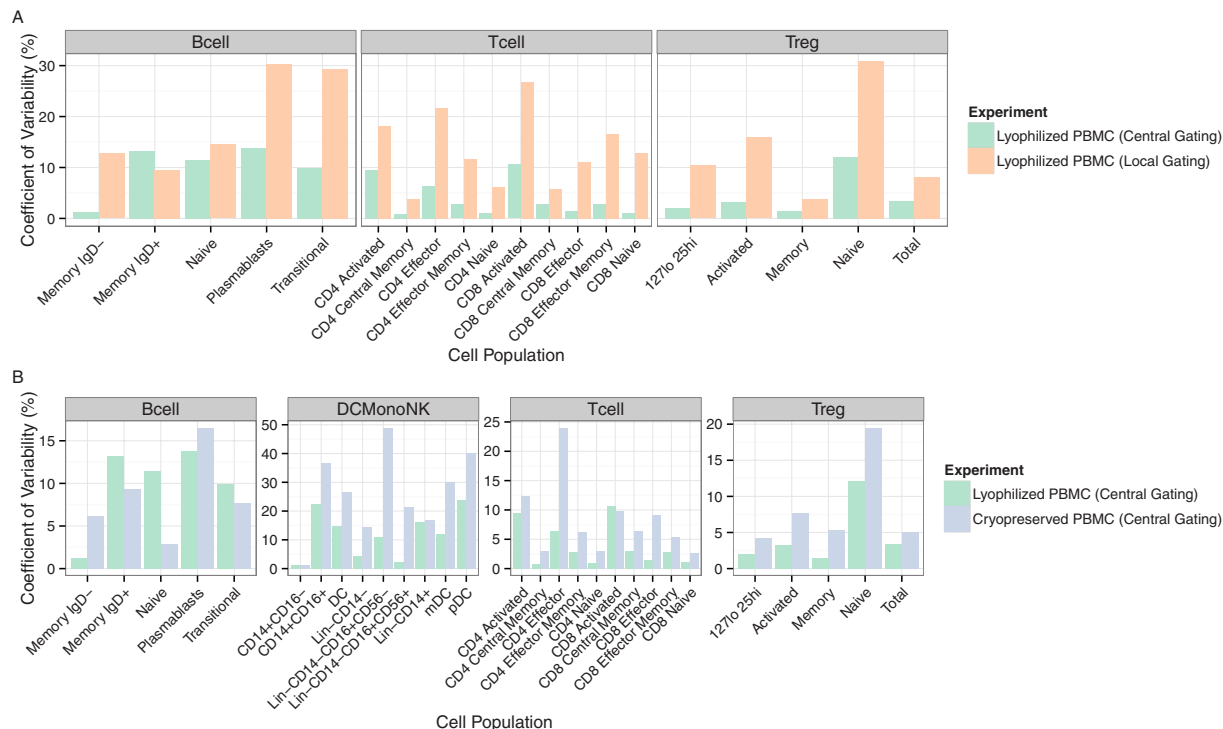 A
Bcell
Tcell
Treg
Coefficient of Variability (%)
30
20
10
0
Memory IgD−
Memory IgD+
Naive
Plasmablasts
Transitional
CD4 Activated
CD4 Central Memory
CD4 Effector
CD4 Effector Memory
CD4 Naive
CD8 Activated
CD8 Central Memory
CD8 Effector
CD8 Effector Memory
CD8 Naive
127lo 25hi
Activated
Memory
Naive
Total
Cell Population
Experiment
Lyophilized PBMC (Central Gating)
Lyophilized PBMC (Local Gating)
B
Bcell
DCMonoNK
Tcell
Treg
Coefficient of Variability (%)
15
10
5
0
50
40
30
20
10
0
25
20
15
10
5
0
20
15
10
5
0
Memory IgD−
Memory IgD+
Naive
Plasmablasts
Transitional
CD14+CD16−
CD14+CD16+
DC
Lin−CD14−
Lin−CD14−CD16+CD56−
Lin−CD14−CD16+CD56+
Lin−CD14+
mDC
pDC
CD4 Activated
CD4 Central Memory
CD4 Effector
CD4 Effector Memory
CD4 Naive
CD8 Activated
CD8 Central Memory
CD8 Effector
CD8 Effector Memory
CD8 Naive
127lo 25hi
Activated
Memory
Naive
Total
Cell Population
Experiment
Lyophilized PBMC (Central Gating)
Cryopreserved PBMC (Central Gating)